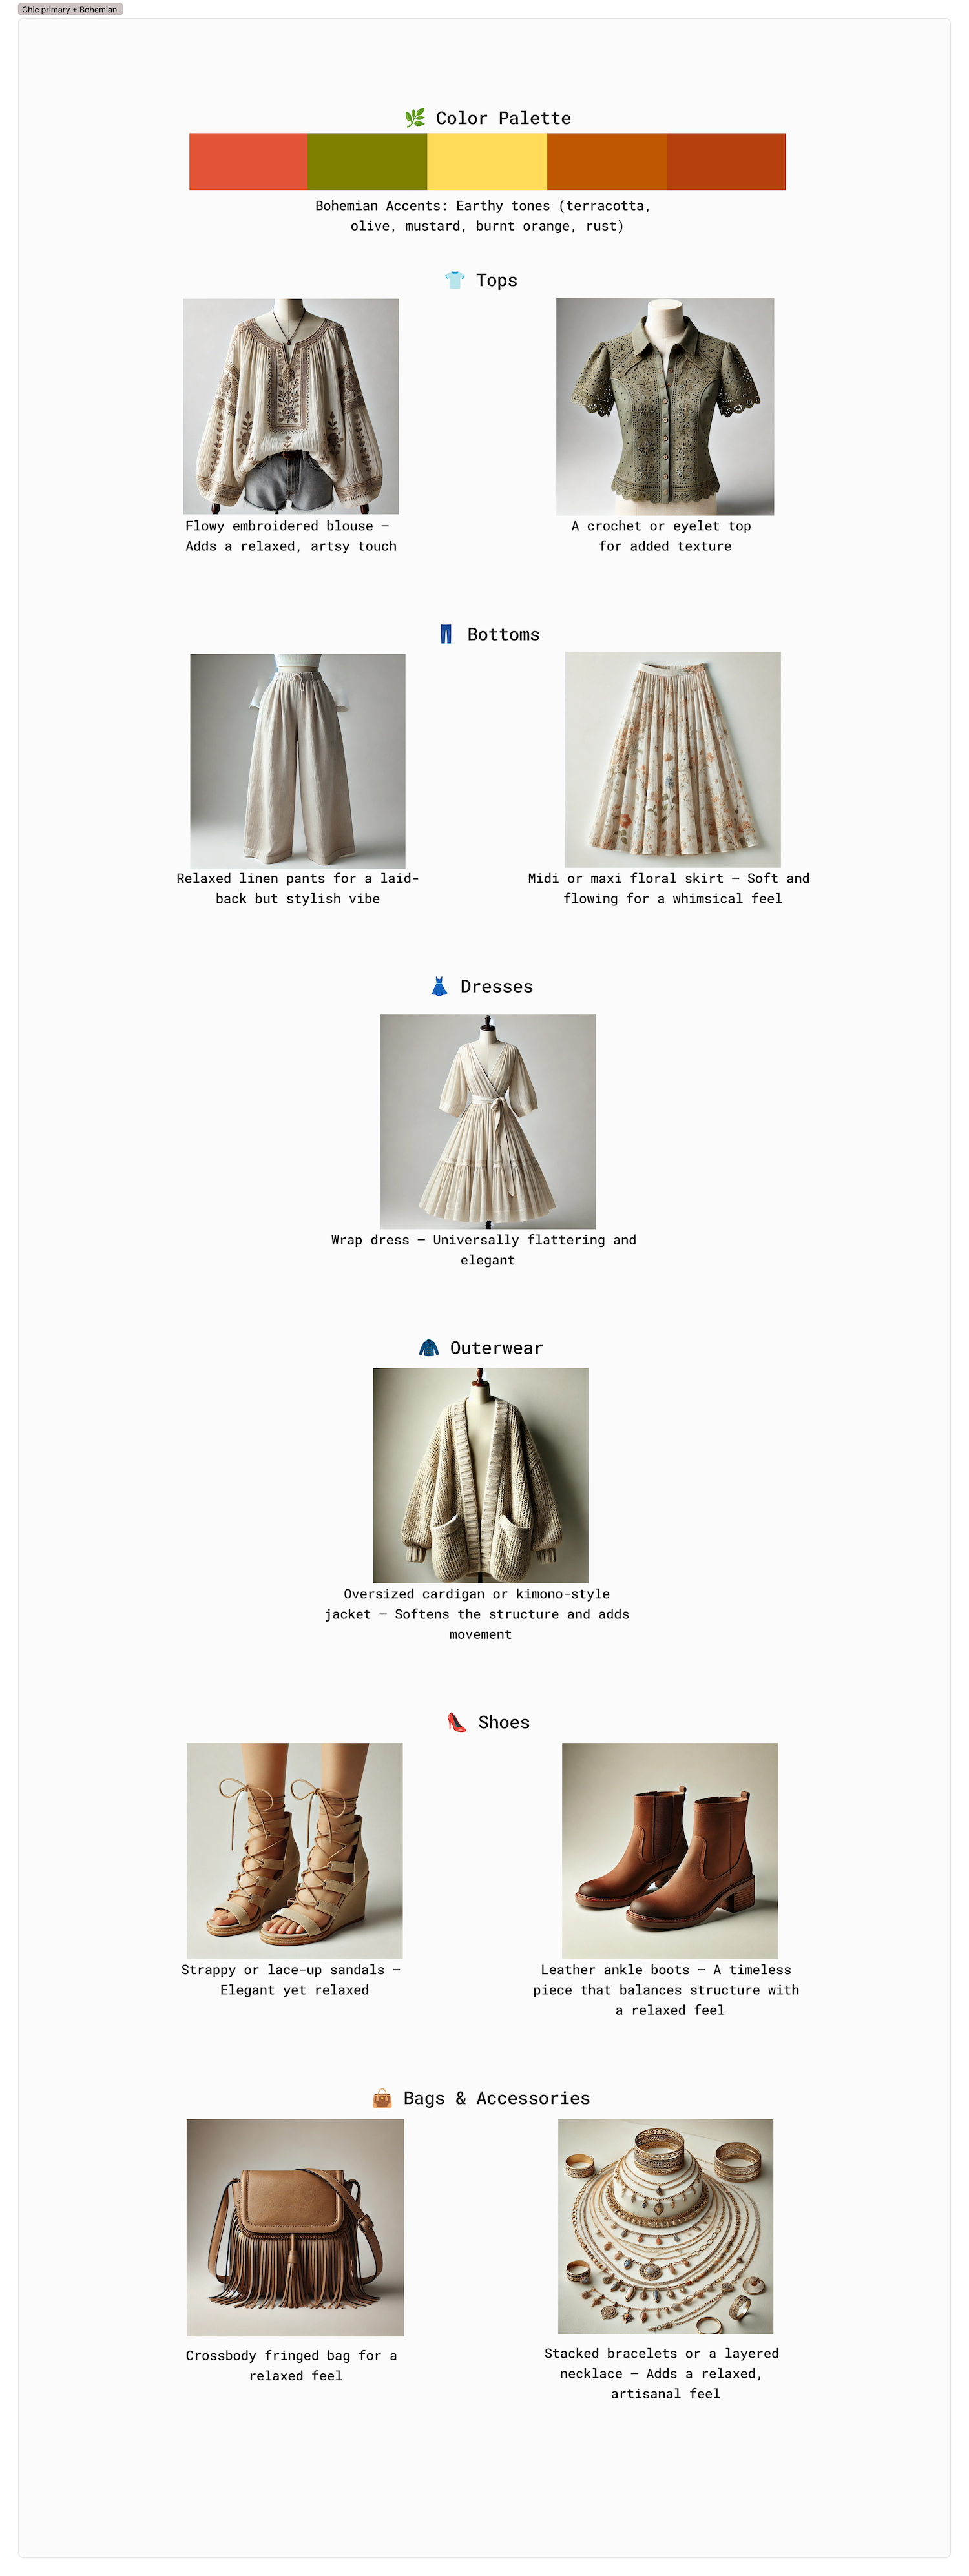 Chic primary + Bohemian
🌿 Color Palette
Bohemian Accents: Earthy tones (terracotta,
olive, mustard, burnt orange, rust)
👕 Tops
Flowy embroidered blouse –
Adds a relaxed, artsy touch
A crochet or eyelet top
for added texture
👖 Bottoms
Relaxed linen pants for a laid-
back but stylish vibe
Midi or maxi floral skirt – Soft and
flowing for a whimsical feel
👗 Dresses
Wrap dress – Universally flattering and
elegant
🧥 Outerwear
Oversized cardigan or kimono-style
jacket – Softens the structure and adds
movement
👠 Shoes
Strappy or lace-up sandals –
Elegant yet relaxed
Leather ankle boots – A timeless
piece that balances structure with
a relaxed feel
👜 Bags & Accessories
Crossbody fringed bag for a
relaxed feel
Stacked bracelets or a layered
necklace – Adds a relaxed,
artisanal feel